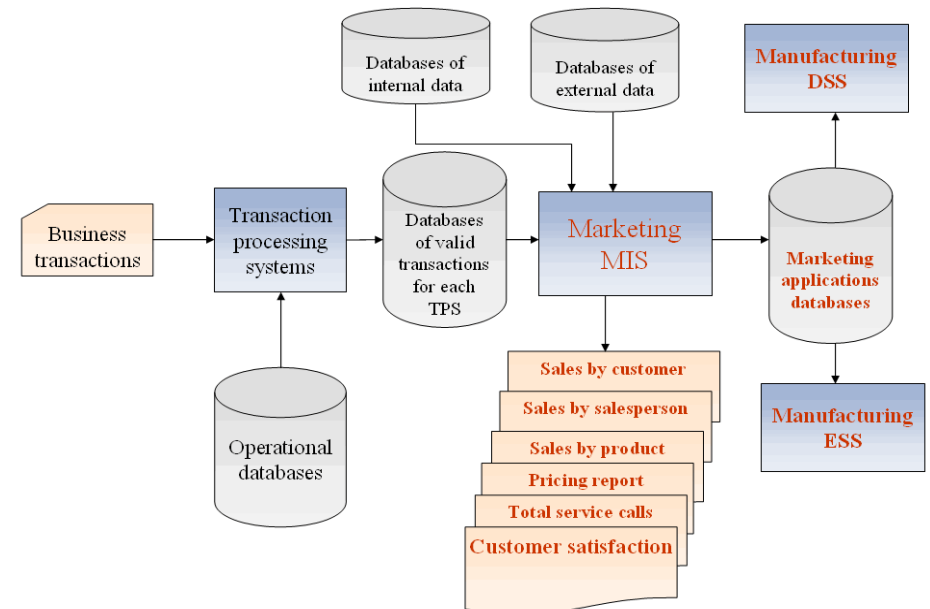 Databases of
internal data
Databases of
external data
Manufacturing
DSS
Business
transactions
Transaction
processing
systems
Databases
of valid
transactions
for each
TPS
Marketing
MIS
Marketing
applications
databases
Operational
databases
Sales by customer
Sales by salesperson
Sales by product
Pricing report
Total service calls
Customer satisfaction
Manufacturing
ESS